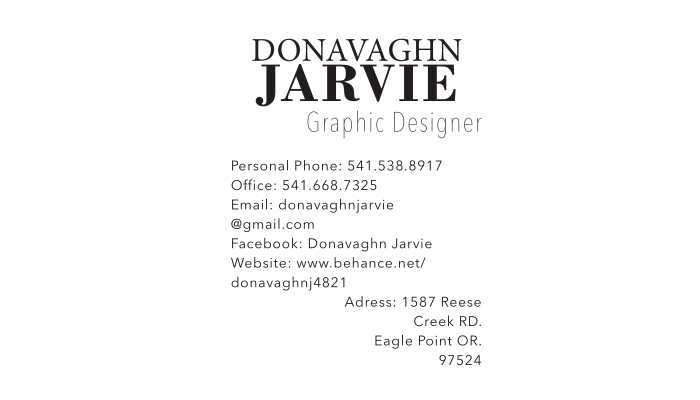 DONAVAGHN
JARVIE
Graphic Designer
Personal Phone: 541.538.8917
Office: 541.668.7325
Email: donavaghnjarvie
@gmail.com
Facebook: Donavaghn Jarvie
Website: www.behance.net/
donavaghnj4821
Adress: 1587 Reese
Creek RD.
Eagle Point OR.
97524